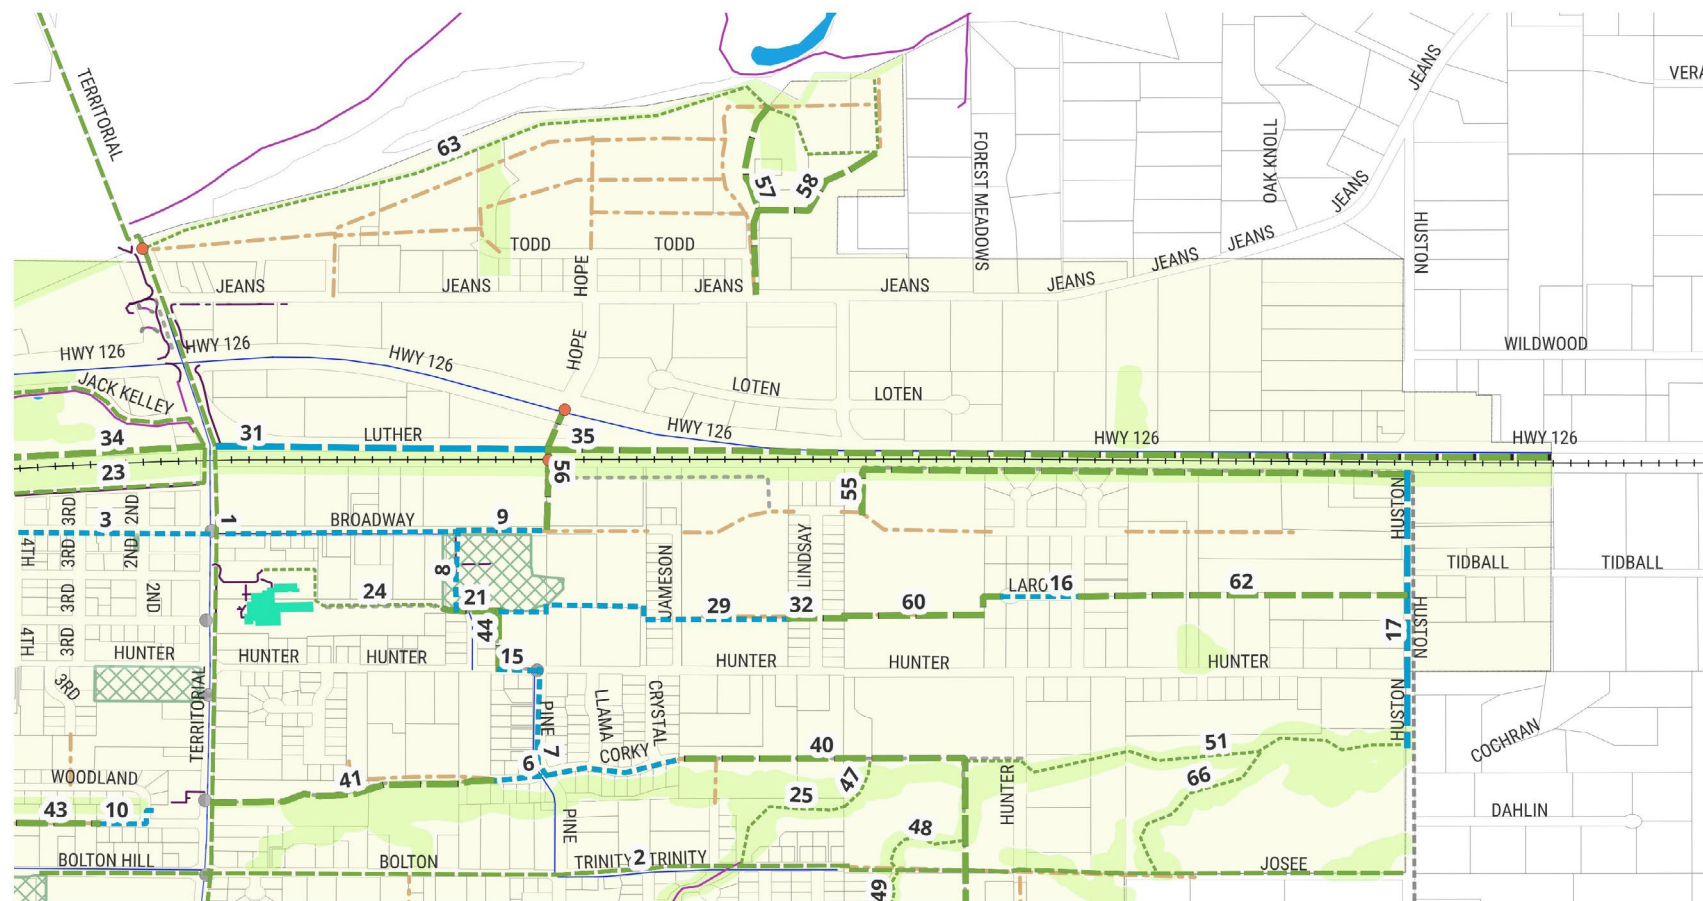 TERRITORIAL
JEANS
VERA
63
FOREST MEADOWS
OAK KNOLL
57
58
JEANS
HUSTON
TODD
TODD
HOPE
JEANS
JEANS
JEANS
JEANS
JEANS
JEANS
JEANS
HWY 126
HWY 126
HWY 126
HOPE
WILDWOOD
JACK KELLEY
LOTEN
LOTEN
HWY 126
34
31
LUTHER
35
HWY 126
HWY 126
23
56
55
HUSTON
3RD
2ND
3
1
BROADWAY
9
LINDSAY
4TH
3RD
2ND
8
JAMESON
TIDBALL
TIDBALL
3RD
2ND
24
21
29
32
60
LARO
16
62
4TH
3RD
44
17
HUSTON
HUNTER
HUNTER
HUNTER
15
HUNTER
HUNTER
HUNTER
3RD
TERRITORIAL
PINE
LLAMA
CRYSTAL
HUSTON
COCHRAN
7
6
CORKY
40
51
WOODLAND
41
47
66
43
10
25
HUNTER
DAHLIN
PINE
48
BOLTON HILL
BOLTON
TRINITY
2
TRINITY
JOSEE
49